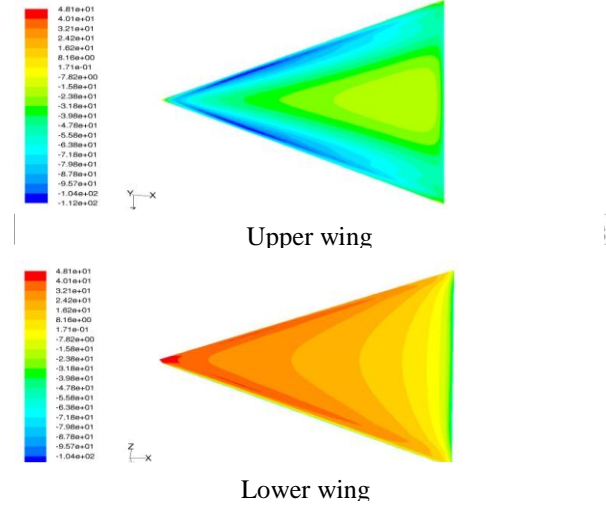 4.81e+01
4.01e+01
3.21e+01
2.42e+01
1.62e+01
8.16e+00
1.71e-01
-7.82e+00
-1.58e+01
-2.38e+01
-3.18e+01
-3.98e+01
-4.78e+01
-5.58e+01
-6.38e+01
-7.18e+01
-7.98e+01
-8.78e+01
-9.57e+01
-1.04e+02
-1.12e+02
Y X
Upper wing
4.81e+01
4.01e+01
3.21e+01
2.42e+01
1.62e+01
8.16e+00
1.71e-01
-7.82e+00
-1.58e+01
-2.38e+01
-3.18e+01
-3.98e+01
-4.78e+01
-5.58e+01
-6.38e+01
-7.18e+01
-7.98e+01
-8.78e+01
-9.57e+01
-1.04e+02
Z
X
Lower wing